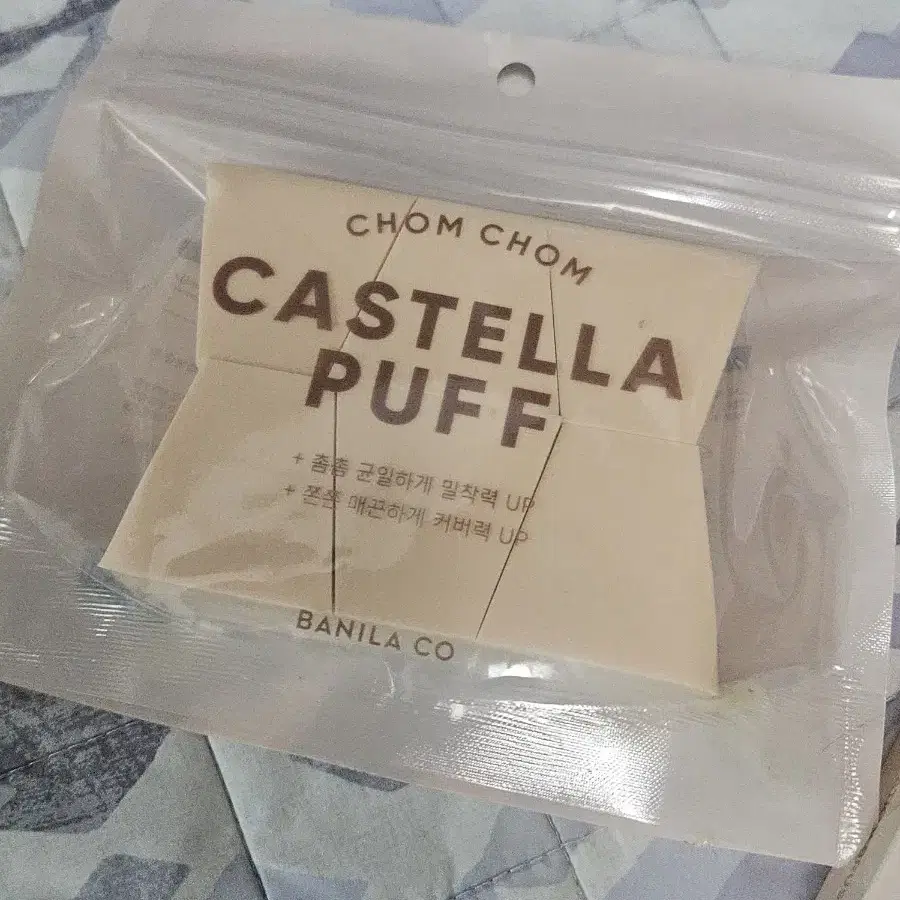 CHOM CHOM
CASTELLA
PUFF
+ 촘촘 균일하게 밀착력 UP
+ 쫀쫀 매끈하게 커버력 UP
BANILA CO